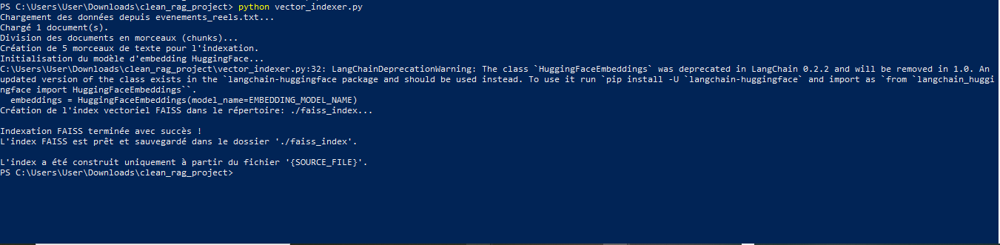 PS C:\Users\User\Downloads\clean_rag_project> python vector_indexer.py
Chargement des données depuis evenements_reels.txt...
Chargé 1 document(s).
Division des documents en morceaux (chunks)...
Création de 5 morceaux de texte pour l'indexation.
Initialisation du modèle d'embedding HuggingFace...
C:\Users\User\Downloads\clean_rag_project\vector_indexer.py:32: LangChainDeprecationWarning: The class `HuggingFaceEmbeddings` was deprecated in LangChain 0.2.2 and will be removed in 1.0. An
updated version of the class exists in the `langchain-huggingface package and should be used instead. To use it run `pip install -U `langchain-huggingface` and import as `from `langchain_huggi
ngface import HuggingFaceEmbeddings``.
  embeddings = HuggingFaceEmbeddings(model_name=EMBEDDING_MODEL_NAME)
Création de l'index vectoriel FAISS dans le répertoire: ./faiss_index...
Indexation FAISS terminée avec succès !
L'index FAISS est prêt et sauvegardé dans le dossier './faiss_index'.
L'index a été construit uniquement à partir du fichier '{SOURCE_FILE}'.
PS C:\Users\User\Downloads\clean_rag_project>